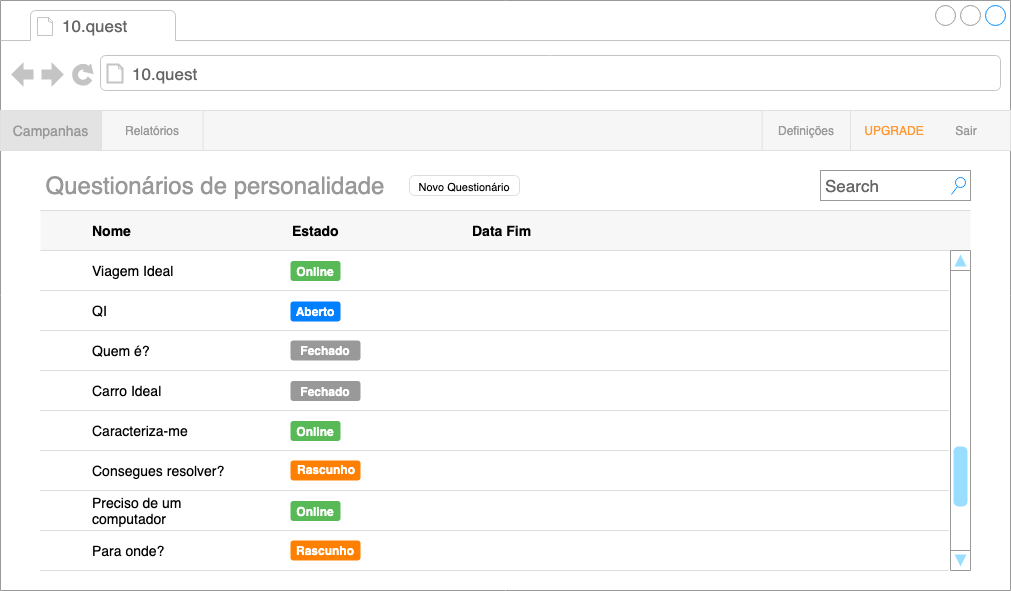 10.quest
10.quest
Campanhas Relatórios Definições UPGRADE Sair
Questionários de personalidade Novo Questionário Search
Nome Estado Data Fim
Viagem Ideal Online
QI Aberto
Quem é? Fechado
Carro Ideal Fechado
Caracteriza-me Online
Consegues resolver? Rascunho
Preciso de um
computador Online
Para onde? Rascunho